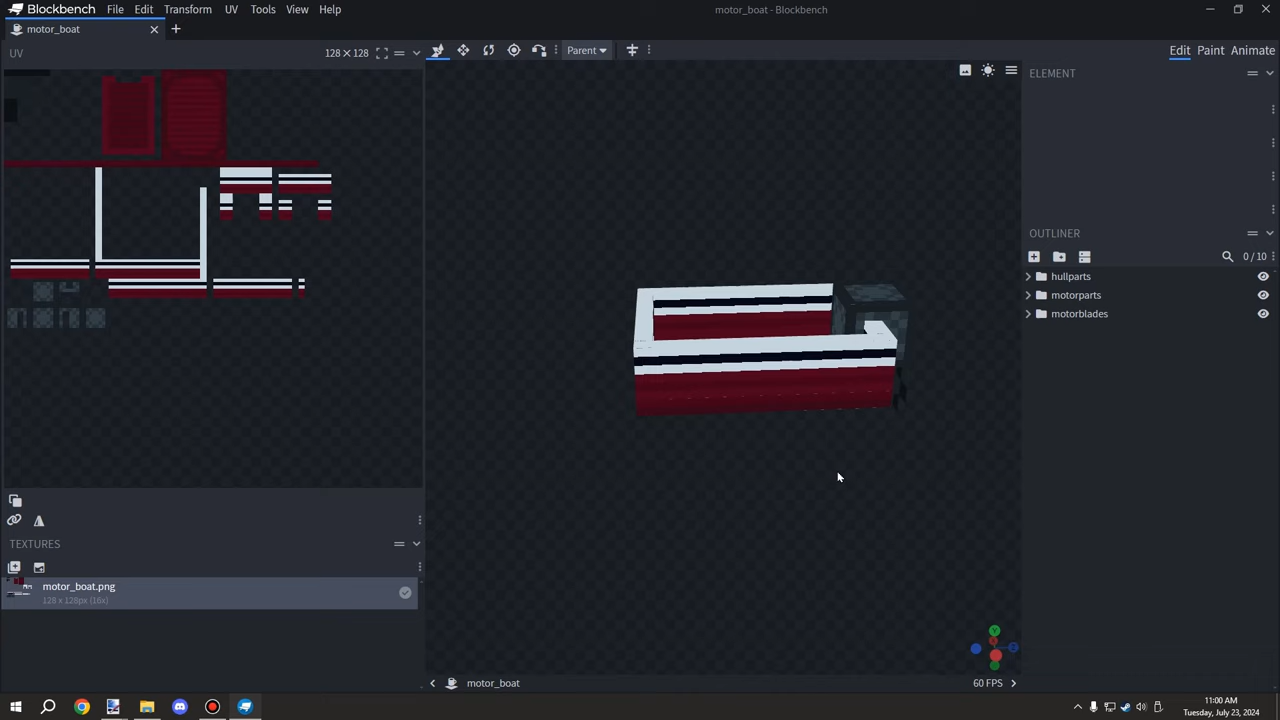 Blockbench File Edit Transform UV Tools View Help motor_boat - Blockbench
motor_boat
UV 128×128 Parent Edit Paint Animate
ELEMENT
OUTLINER
0 / 10
hullparts
motorparts
motorblades
TEXTURES
motor_boat.png
128 x 128px (16x)
motor_boat 60 FPS
11:00 AM
Tuesday, July 23, 2024